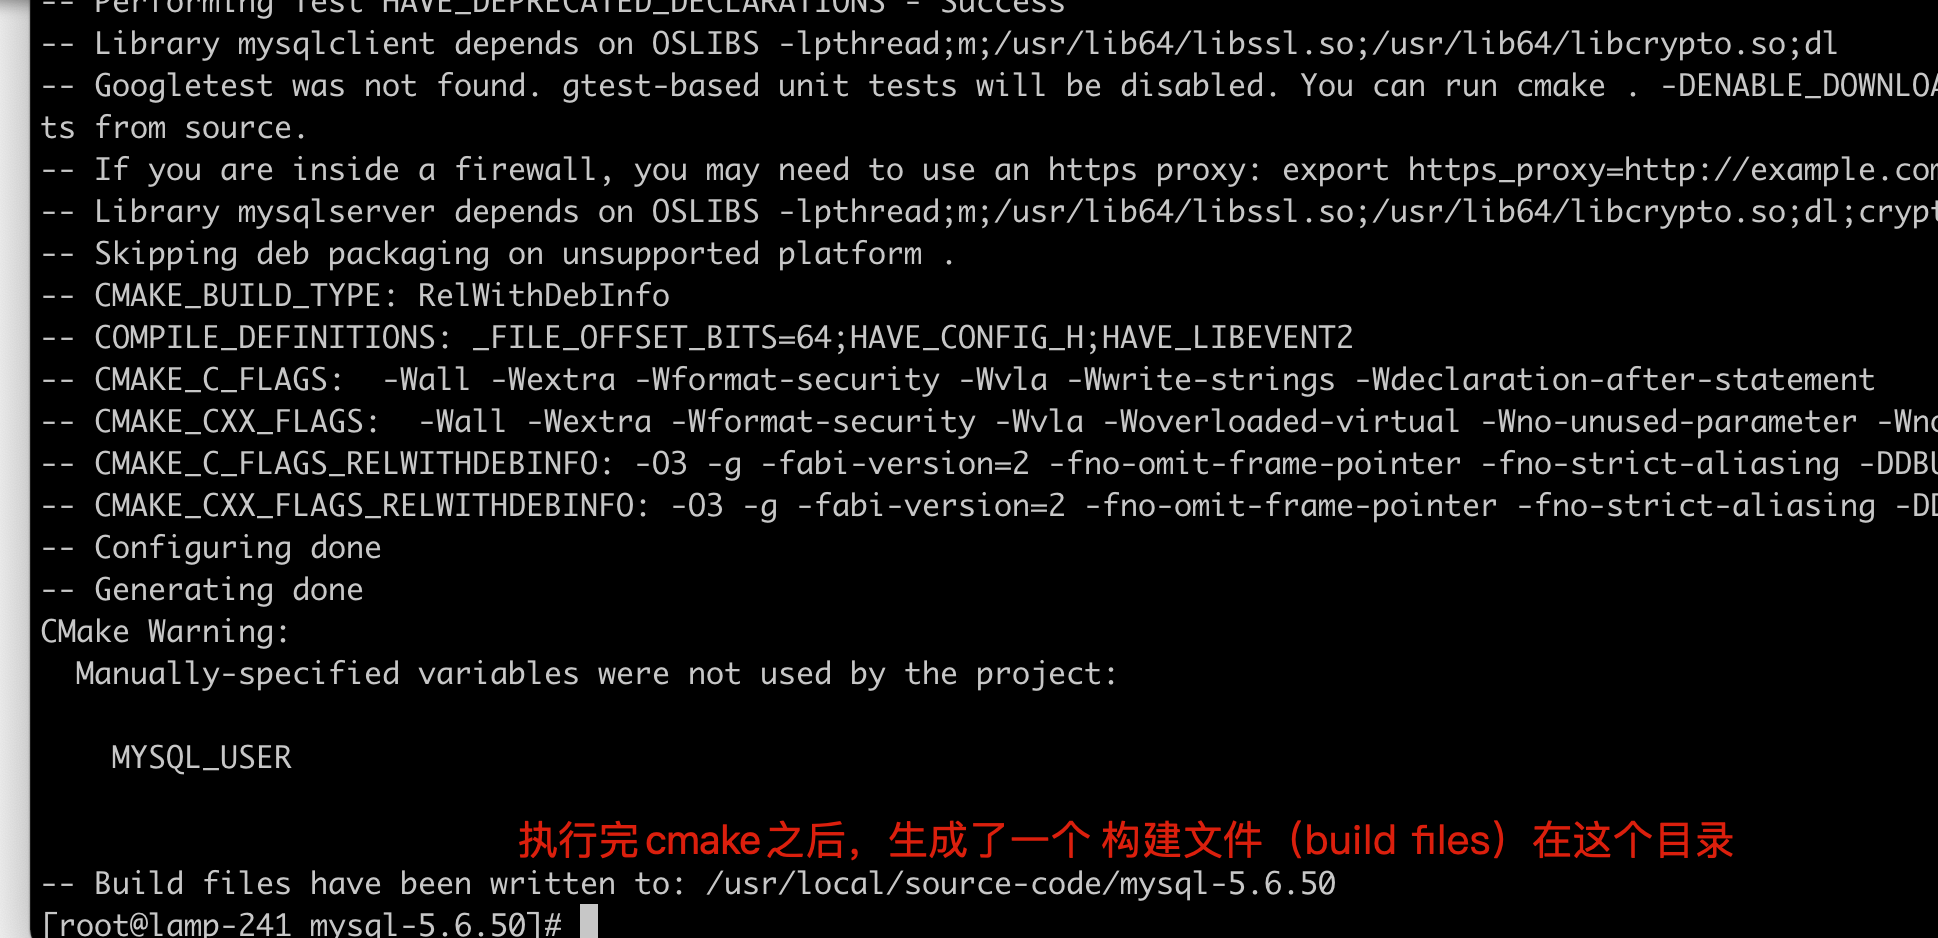 -- Performing Test HAVE_DEPRECATED_DECLARATIONS - Success
-- Library mysqlclient depends on OSLIBS -lpthread;m;/usr/lib64/libssl.so;/usr/lib64/libcrypto.so;dl
-- Googletest was not found. gtest-based unit tests will be disabled. You can run cmake . -DENABLE_DOWNLOA
ts from source.
-- If you are inside a firewall, you may need to use an https proxy: export https_proxy=http://example.com
-- Library mysqlserver depends on OSLIBS -lpthread;m;/usr/lib64/libssl.so;/usr/lib64/libcrypto.so;dl;crypt
-- Skipping deb packaging on unsupported platform .
-- CMAKE_BUILD_TYPE: RelWithDebInfo
-- COMPILE_DEFINITIONS: _FILE_OFFSET_BITS=64;HAVE_CONFIG_H;HAVE_LIBEVENT2
-- CMAKE_C_FLAGS:  -Wall -Wextra -Wformat-security -Wvla -Wwrite-strings -Wdeclaration-after-statement
-- CMAKE_CXX_FLAGS:  -Wall -Wextra -Wformat-security -Wvla -Woverloaded-virtual -Wno-unused-parameter -Wno
-- CMAKE_C_FLAGS_RELWITHDEBINFO: -O3 -g -fabi-version=2 -fno-omit-frame-pointer -fno-strict-aliasing -DDBU
-- CMAKE_CXX_FLAGS_RELWITHDEBINFO: -O3 -g -fabi-version=2 -fno-omit-frame-pointer -fno-strict-aliasing -DD
-- Configuring done
-- Generating done
CMake Warning:
  Manually-specified variables were not used by the project:
    MYSQL_USER
执行完cmake之后，生成了一个 构建文件（build files）在这个目录
-- Build files have been written to: /usr/local/source-code/mysql-5.6.50
[root@lamp-241 mysql-5.6.50]#